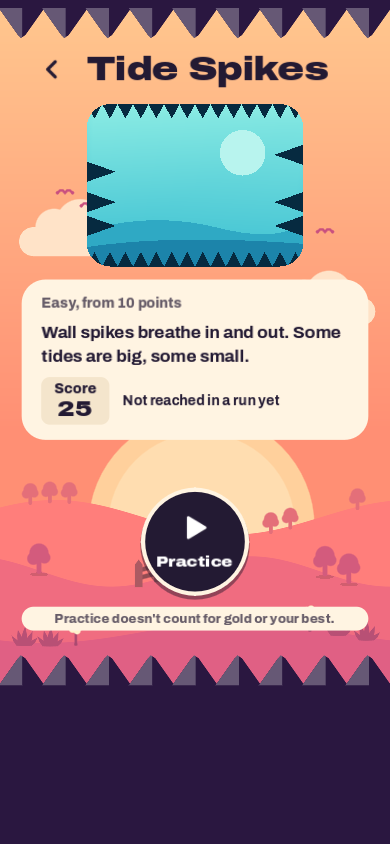 Tide Spikes
Easy, from 10 points
Wall spikes breathe in and out. Some
tides are big, some small.
Score
25
Not reached in a run yet
Practice
Practice doesn't count for gold or your best.